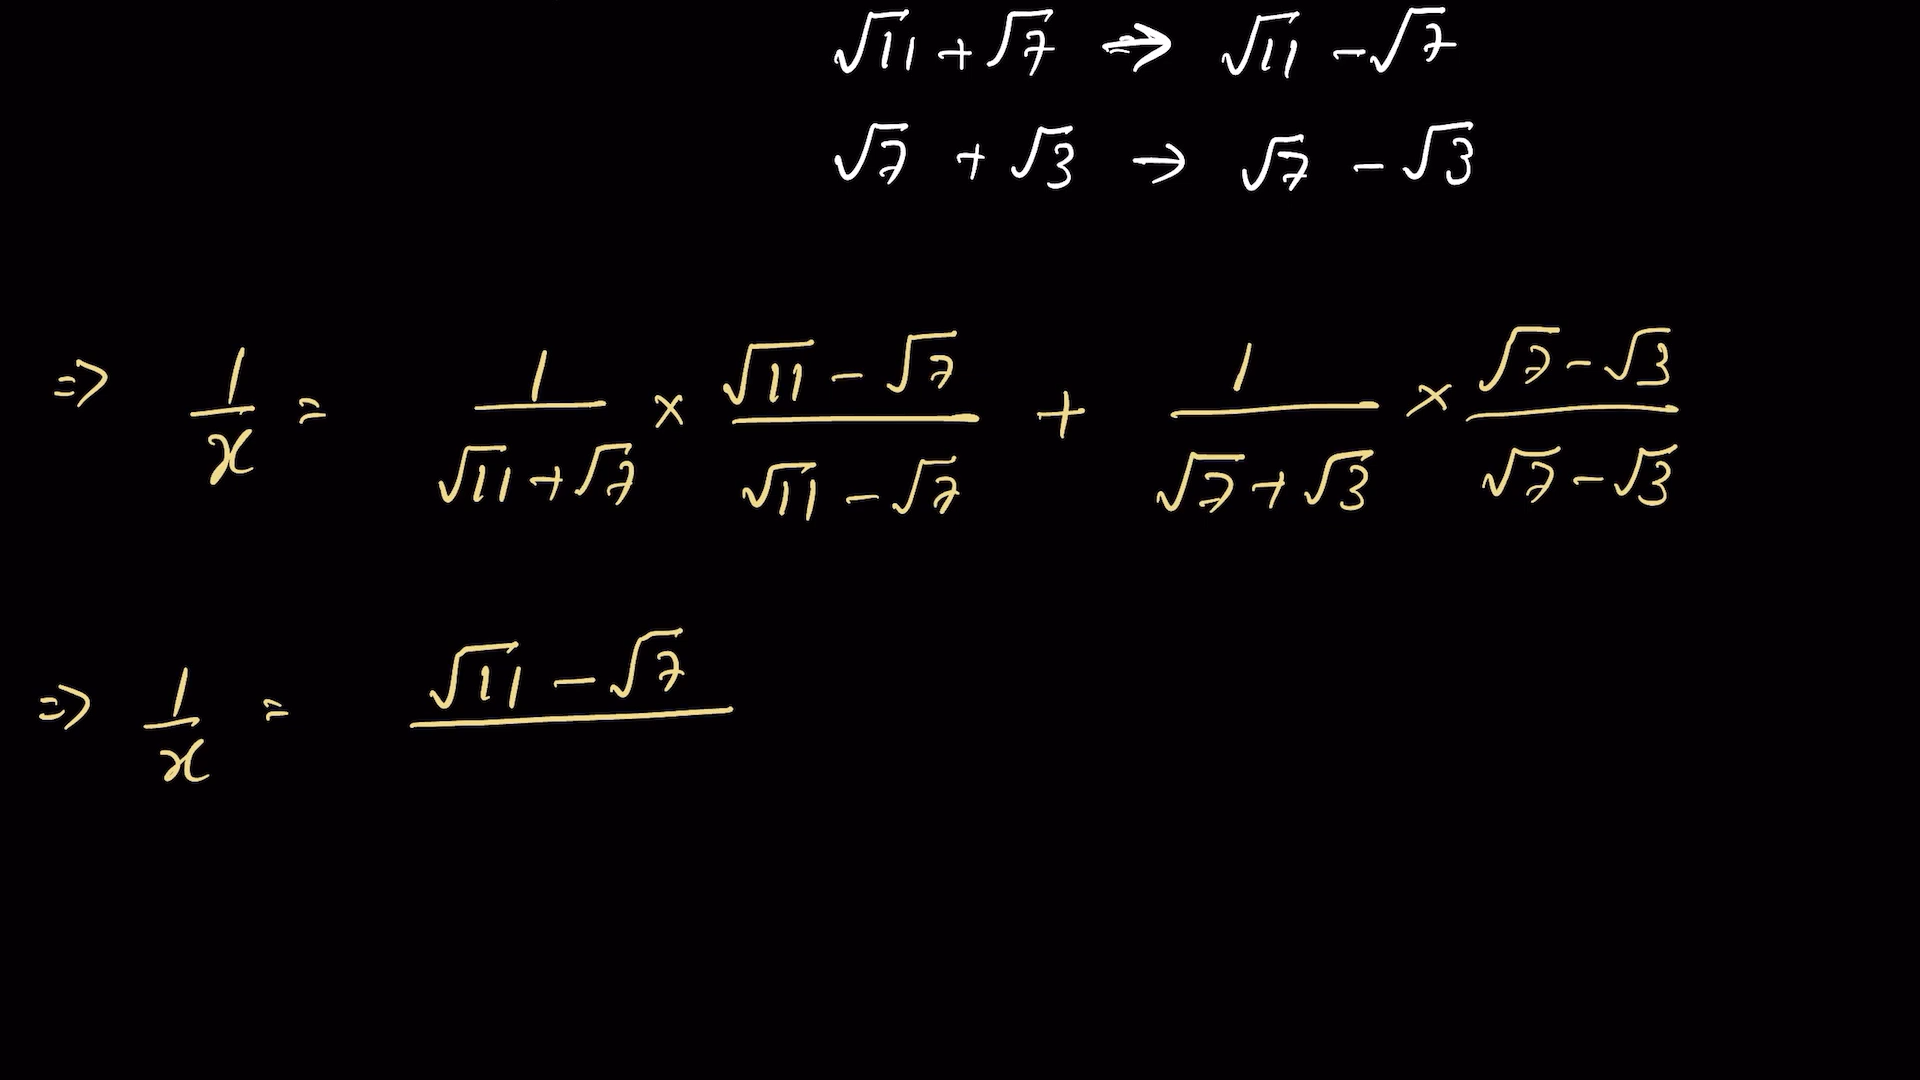 √11 + √7 ⇒ √11 - √7
√7 + √3 → √7 - √3
⇒ 1/x = 1/(√11 + √7) × (√11 - √7)/(√11 - √7) + 1/(√7 + √3) × (√7 - √3)/(√7 - √3)
⇒ 1/x = (√11 - √7)/